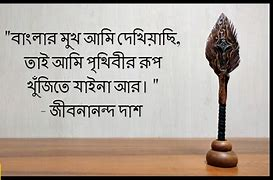 "বাংলার মুখ আমি দেখিয়াছি,
তাই আমি পৃথিবীর রূপ
খুঁজিতে যাইনা আর। "
- জীবনানন্দ দাশ